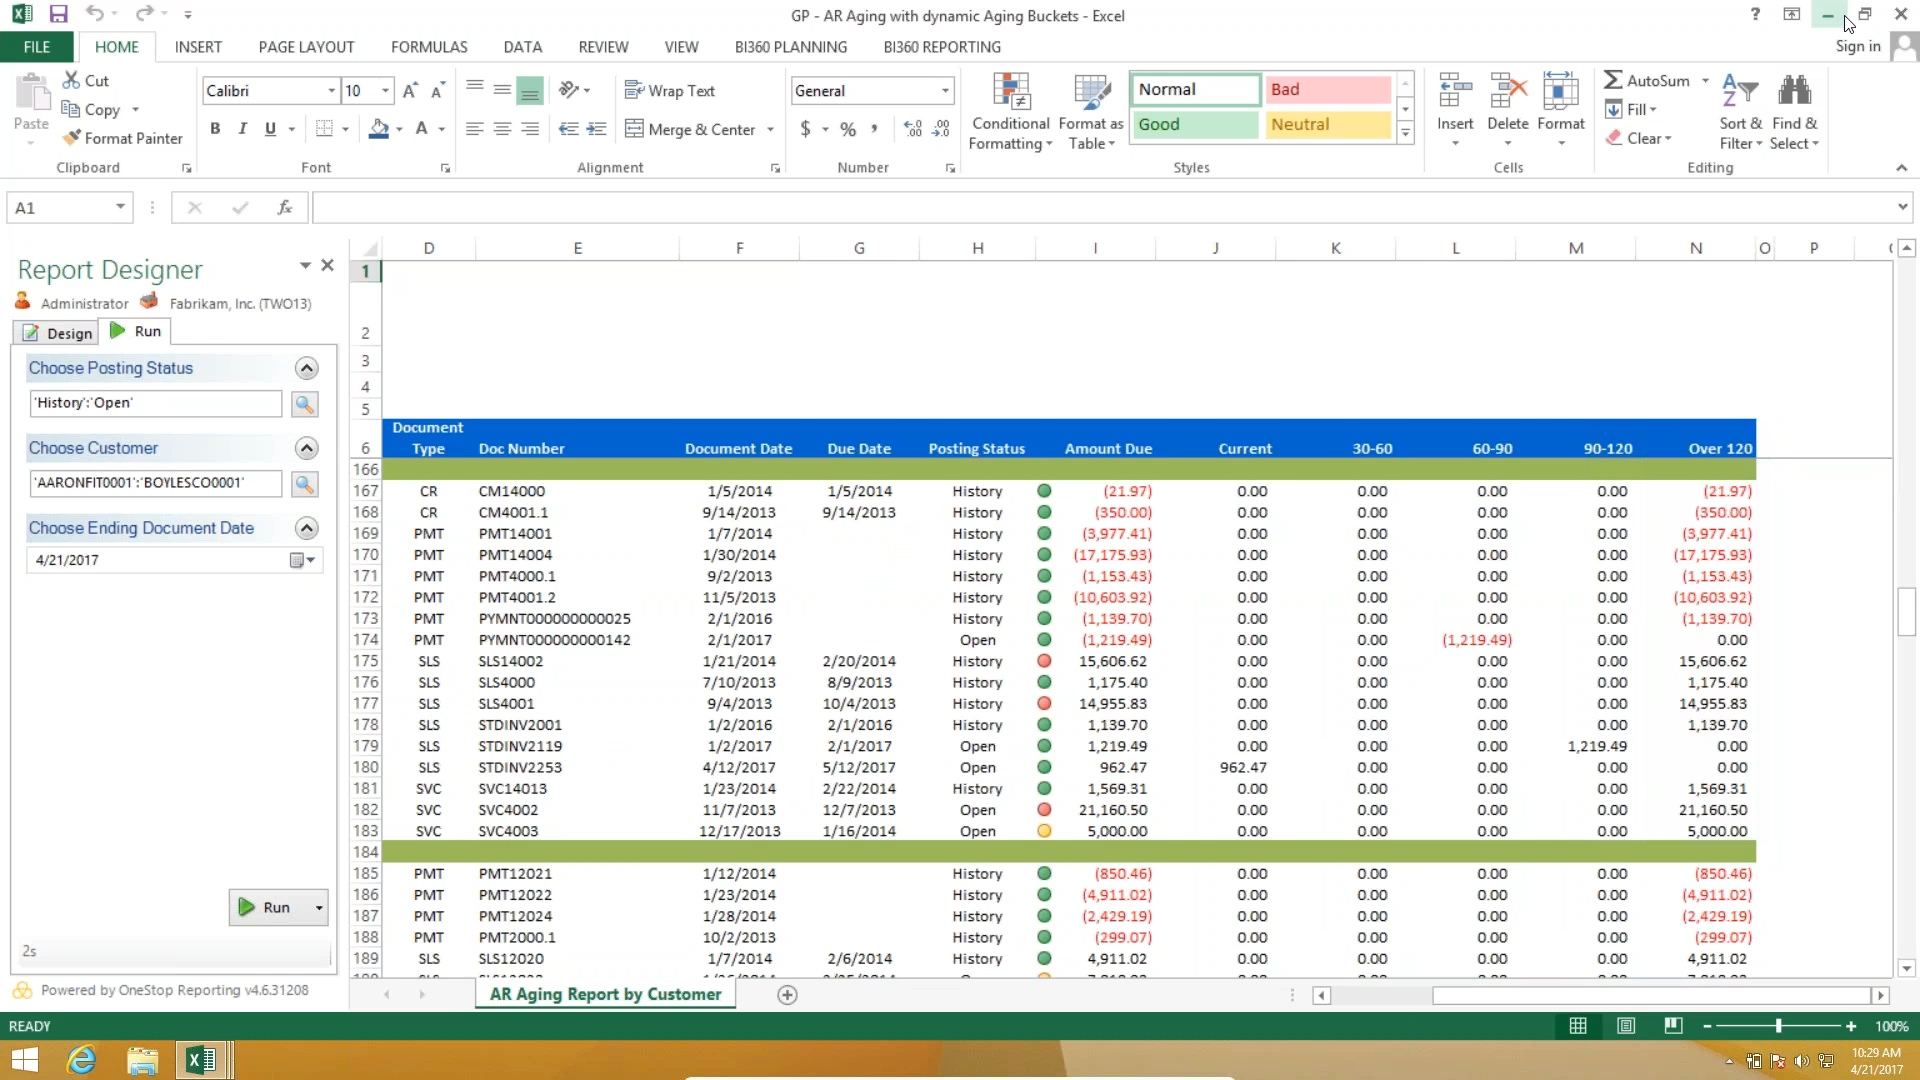 GP - AR Aging with dynamic Aging Buckets - Excel
?
Sign in
FILE HOME INSERT PAGE LAYOUT FORMULAS DATA REVIEW VIEW BI360 PLANNING BI360 REPORTING
Paste
Cut
Copy
Format Painter
Clipboard
Calibri 10
B I U
Font
Wrap Text
Merge & Center
Alignment
General
$ % ,
Number
Conditional Formatting
Format as Table
Normal Bad
Good Neutral
Styles
Insert Delete Format
Cells
AutoSum
Fill
Clear
Sort & Filter
Find & Select
Editing
A1
fx
Report Designer
Administrator Fabrikam, Inc. (TWO13)
Design Run
Choose Posting Status
'History':'Open'
Choose Customer
'AARONFIT0001':'BOYLESCO0001'
Choose Ending Document Date
4/21/2017
Run
2s
Powered by OneStop Reporting v4.6.31208
D E F G H I J K L M N O P
1
2
3
4
5
6 Document Type Doc Number Document Date Due Date Posting Status Amount Due Current 30-60 60-90 90-120 Over 120
166
167 CR CM14000 1/5/2014 1/5/2014 History (21.97) 0.00 0.00 0.00 0.00 (21.97)
168 CR CM4001.1 9/14/2013 9/14/2013 History (350.00) 0.00 0.00 0.00 0.00 (350.00)
169 PMT PMT14001 1/7/2014 History (3,977.41) 0.00 0.00 0.00 0.00 (3,977.41)
170 PMT PMT14004 1/30/2014 History (17,175.93) 0.00 0.00 0.00 0.00 (17,175.93)
171 PMT PMT4000.1 9/2/2013 History (1,153.43) 0.00 0.00 0.00 0.00 (1,153.43)
172 PMT PMT4001.2 11/5/2013 History (10,603.92) 0.00 0.00 0.00 0.00 (10,603.92)
173 PMT PYMNT000000000025 2/1/2016 History (1,139.70) 0.00 0.00 0.00 0.00 (1,139.70)
174 PMT PYMNT000000000142 2/1/2017 Open (1,219.49) 0.00 0.00 (1,219.49) 0.00 0.00
175 SLS SLS14002 1/21/2014 2/20/2014 History 15,606.62 0.00 0.00 0.00 0.00 15,606.62
176 SLS SLS4000 7/10/2013 8/9/2013 History 1,175.40 0.00 0.00 0.00 0.00 1,175.40
177 SLS SLS4001 9/4/2013 10/4/2013 History 14,955.83 0.00 0.00 0.00 0.00 14,955.83
178 SLS STDINV2001 1/2/2016 2/1/2016 History 1,139.70 0.00 0.00 0.00 0.00 1,139.70
179 SLS STDINV2119 1/2/2017 2/1/2017 Open 1,219.49 0.00 0.00 0.00 1,219.49 0.00
180 SLS STDINV2253 4/12/2017 5/12/2017 Open 962.47 962.47 0.00 0.00 0.00 0.00
181 SVC SVC14013 1/23/2014 2/22/2014 History 1,569.31 0.00 0.00 0.00 0.00 1,569.31
182 SVC SVC4002 11/7/2013 12/7/2013 Open 21,160.50 0.00 0.00 0.00 0.00 21,160.50
183 SVC SVC4003 12/17/2013 1/16/2014 Open 5,000.00 0.00 0.00 0.00 0.00 5,000.00
184
185 PMT PMT12021 1/12/2014 History (850.46) 0.00 0.00 0.00 0.00 (850.46)
186 PMT PMT12022 1/23/2014 History (4,911.02) 0.00 0.00 0.00 0.00 (4,911.02)
187 PMT PMT12024 1/28/2014 History (2,429.19) 0.00 0.00 0.00 0.00 (2,429.19)
188 PMT PMT2000.1 10/2/2013 History (299.07) 0.00 0.00 0.00 0.00 (299.07)
189 SLS SLS12020 1/7/2014 2/6/2014 History 4,911.02 0.00 0.00 0.00 0.00 4,911.02
AR Aging Report by Customer
READY
100%
10:29 AM
4/21/2017